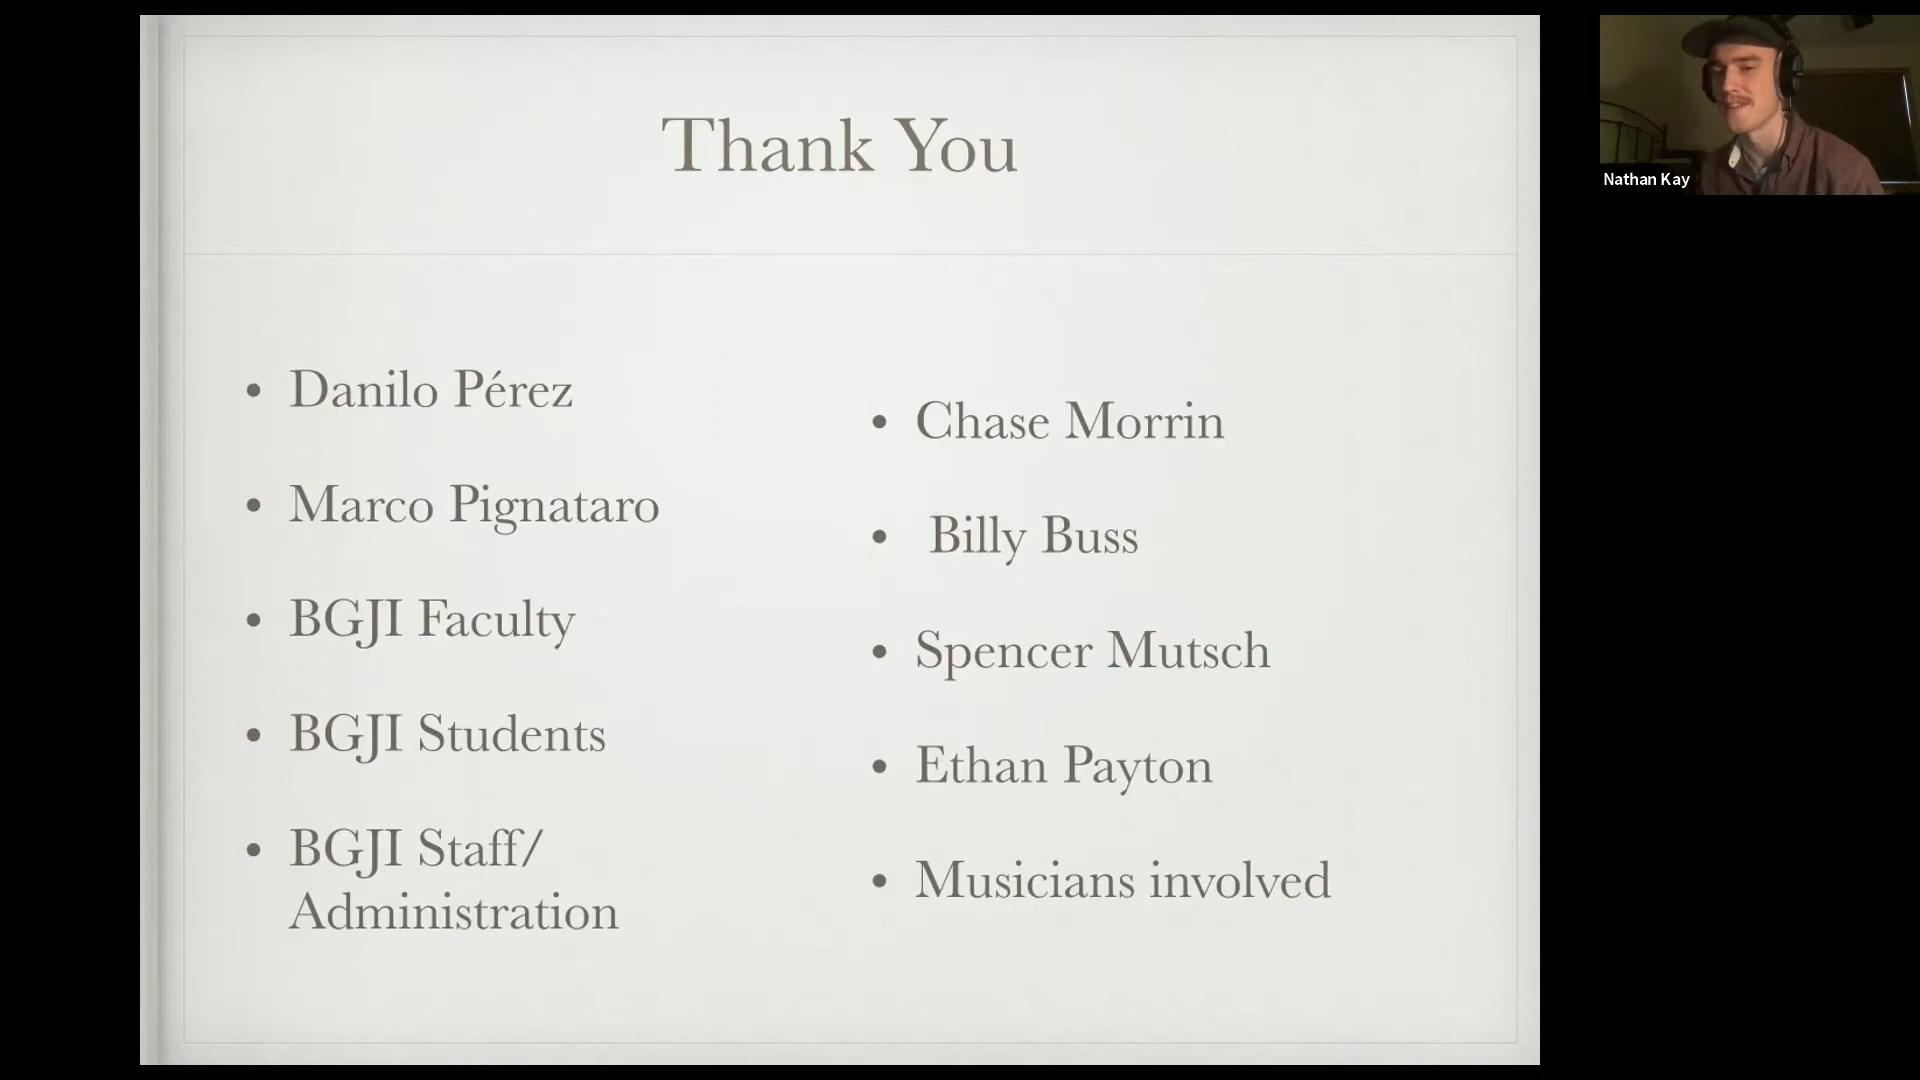 Thank You
• Danilo Pérez
• Marco Pignataro
• BGJI Faculty
• BGJI Students
• BGJI Staff/
Administration
• Chase Morrin
• Billy Buss
• Spencer Mutsch
• Ethan Payton
• Musicians involved
Nathan Kay